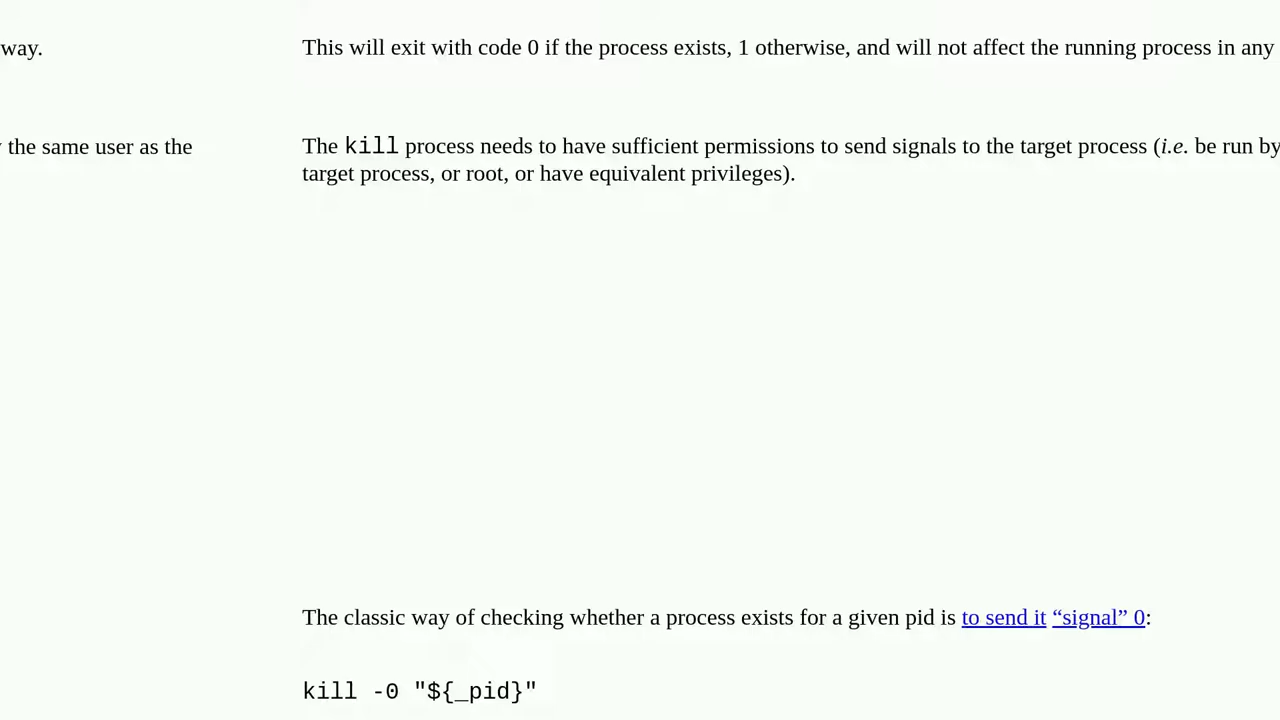 way.
This will exit with code 0 if the process exists, 1 otherwise, and will not affect the running process in any
the same user as the
The kill process needs to have sufficient permissions to send signals to the target process (i.e. be run by
target process, or root, or have equivalent privileges).
The classic way of checking whether a process exists for a given pid is to send it “signal” 0:
kill -0 "${_pid}"